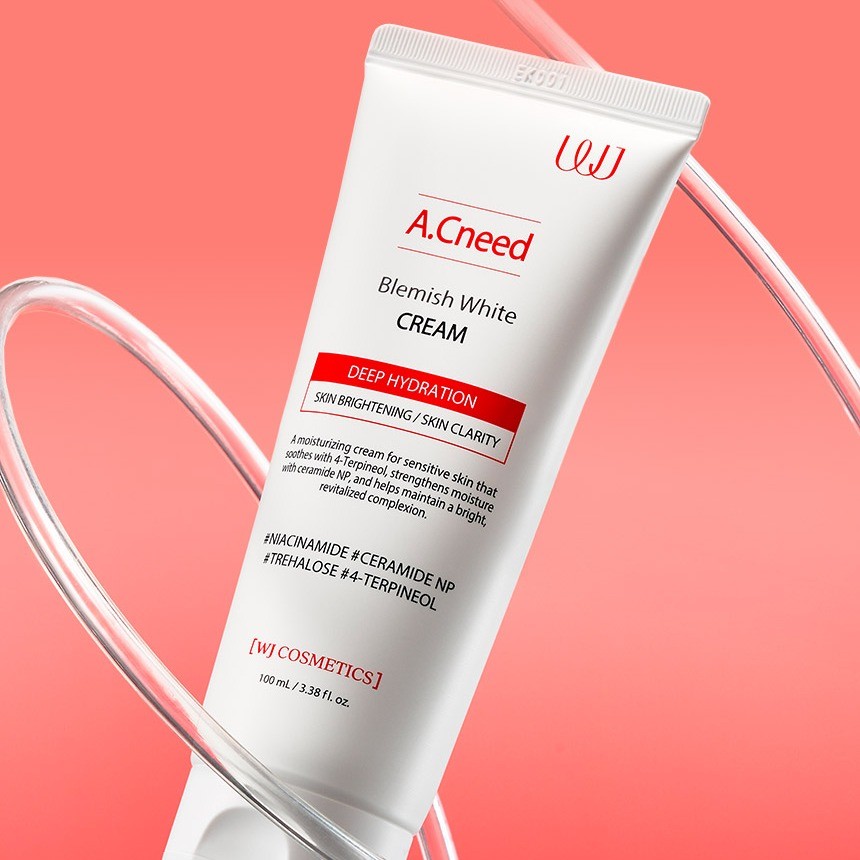 EK001
WJ
A.Cneed
Blemish White
CREAM
DEEP HYDRATION
SKIN BRIGHTENING / SKIN CLARITY
A moisturizing cream for sensitive skin that
soothes with 4-Terpineol, strengthens moisture
with ceramide NP, and helps maintain a bright,
revitalized complexion.
#NIACINAMIDE #CERAMIDE NP
#TREHALOSE #4-TERPINEOL
[WJ COSMETICS]
100 mL / 3.38 fl. oz.